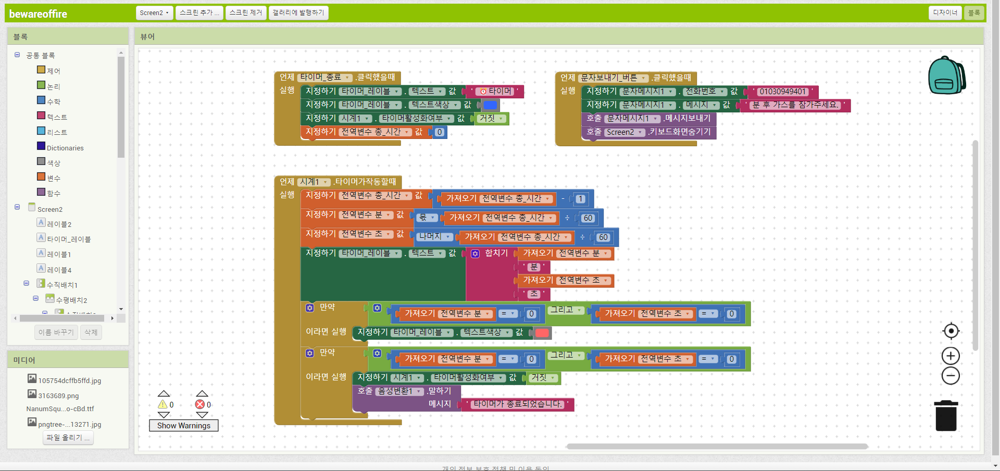 bewareoffire
Screen2
스크린 추가 ...
스크린 제거
갤러리에 발행하기
디자이너
블록
블록
공통 블록
제어
논리
수학
텍스트
리스트
Dictionaries
색상
변수
함수
Screen2
레이블2
타이머_레이블
레이블1
레이블4
수직배치1
수평배치2
이름 바꾸기
삭제
미디어
105754dcffb5ffd.jpg
3163689.png
NanumSqu...o-cBd.ttf
pngtree-...13271.jpg
파일 올리기 ...
뷰어
언제 타이머_종료 .클릭했을때
실행 지정하기 타이머_레이블 . 텍스트 값 ' 타이머 '
지정하기 타이머_레이블 . 텍스트색상 값
지정하기 시계1 . 타이머활성화여부 값 거짓
지정하기 전역변수 총_시간 값 0
언제 문자보내기_버튼 .클릭했을때
실행 지정하기 문자메시지1 . 전화번호 값 ' 01030949401 '
지정하기 문자메시지1 . 메시지 값 ' 분 후 가스를 잠가주세요. '
호출 문자메시지1 .메시지보내기
호출 Screen2 .키보드화면숨기기
언제 시계1 .타이머가작동할때
실행 지정하기 전역변수 총_시간 값 가져오기 전역변수 총_시간 - 1
지정하기 전역변수 분 값 몫 가져오기 전역변수 총_시간 ÷ 60
지정하기 전역변수 초 값 나머지 가져오기 전역변수 총_시간 ÷ 60
지정하기 타이머_레이블 . 텍스트 값 합치기 가져오기 전역변수 분
' 분 '
가져오기 전역변수 초
' 초 '
만약 가져오기 전역변수 분 = 0 그리고 가져오기 전역변수 초 = 0
이라면 실행 지정하기 타이머_레이블 . 텍스트색상 값
만약 가져오기 전역변수 분 = 0 그리고 가져오기 전역변수 초 = 0
이라면 실행 지정하기 시계1 . 타이머활성화여부 값 거짓
호출 음성변환1 .말하기
메시지 ' 타이머가 종료되었습니다. '
0
0
Show Warnings
개인 정보 보호 정책 및 이용 동의